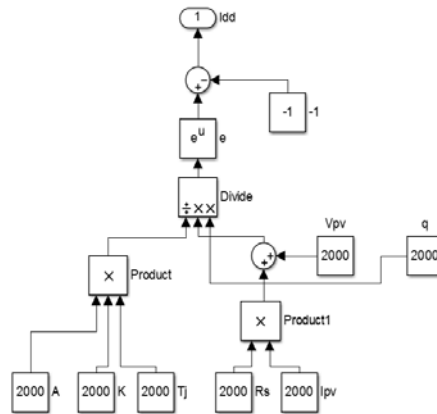 1 Idd
-1 -1
e^u e
÷ × × Divide
Vpv q
2000 2000
× Product
× Product1
2000 A 2000 K 2000 Tj 2000 Rs 2000 Ipv